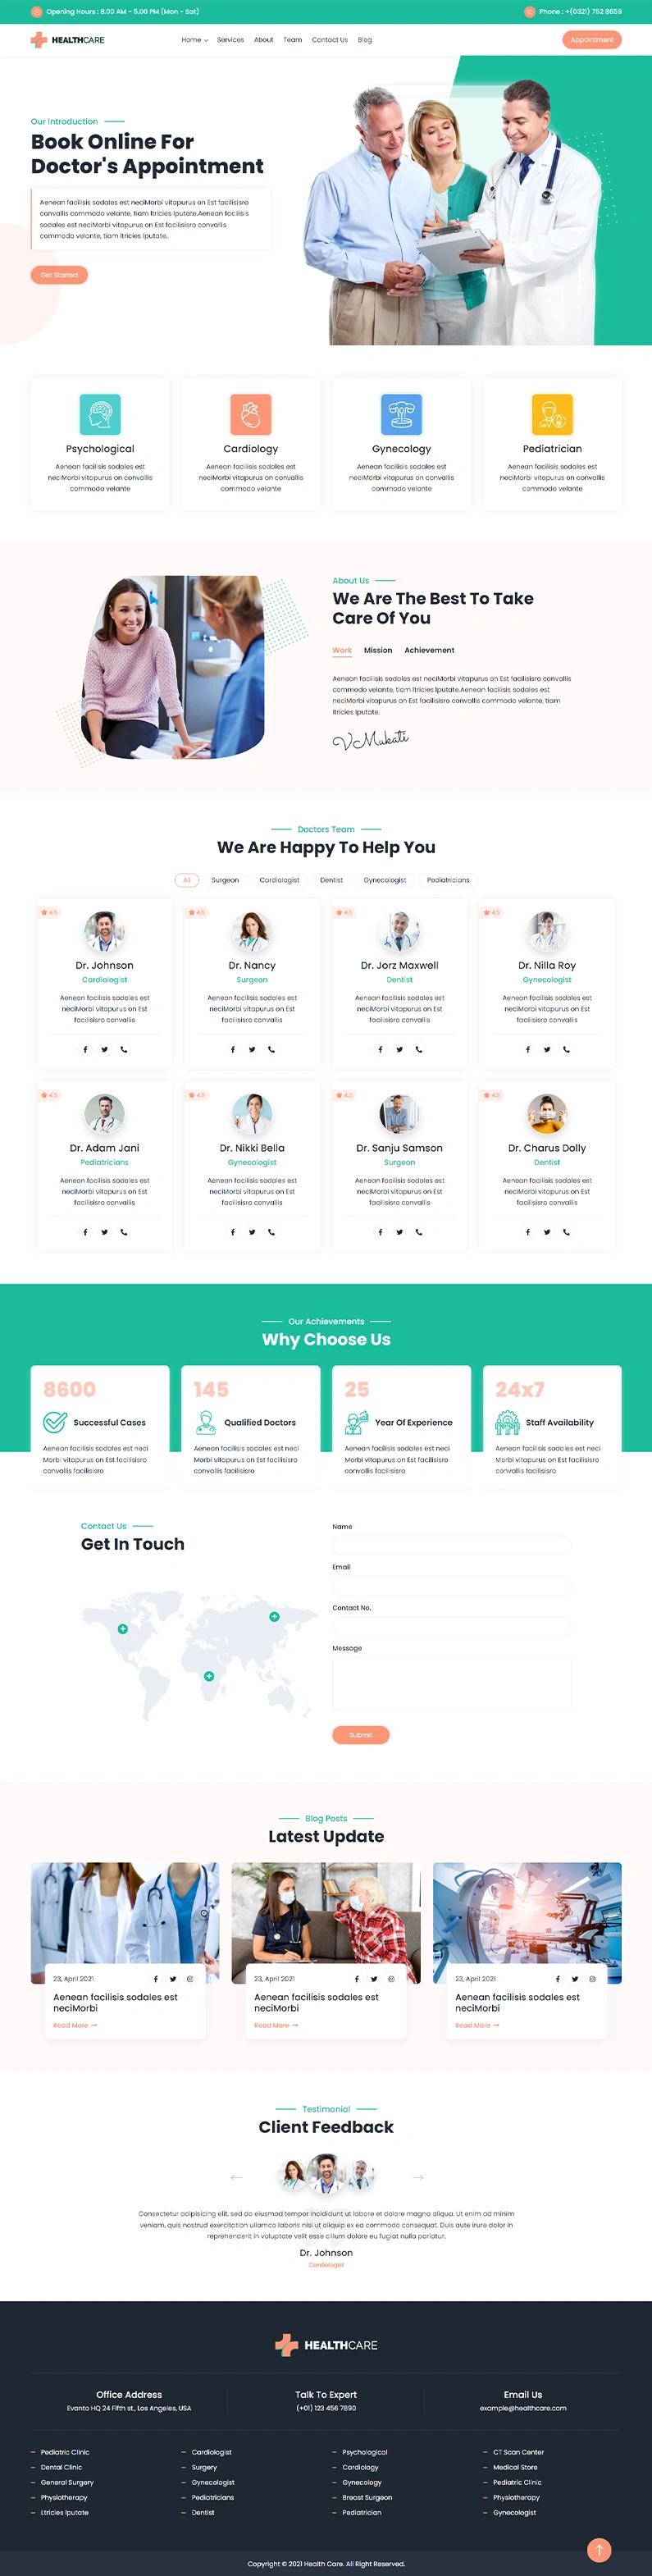 Opening Hours : 8.00 AM - 5.00 PM (Mon - Sat)
Phone : +(0321) 752 8659
HEALTHCARE
Home
Services
About
Team
Contact Us
Blog
Appointment
Our Introduction
Book Online For
Doctor's Appointment
Aenean facilisis sodales est neciMorbi vitapurus on Est facilisisro
convallis commodo velante, tiam ltricies lputate.Aenean facilisis
sodales est neciMorbi vitapurus on Est facilisisro convallis
commodo velante, tiam ltricies lputate.
Get Started
Psychological
Aenean facilisis sodales est
neciMorbi vitapurus on convallis
commodo velante
Cardiology
Aenean facilisis sodales est
neciMorbi vitapurus on convallis
commodo velante
Gynecology
Aenean facilisis sodales est
neciMorbi vitapurus on convallis
commodo velante
Pediatrician
Aenean facilisis sodales est
neciMorbi vitapurus on convallis
commodo velante
About Us
We Are The Best To Take
Care Of You
Work
Mission
Achievement
Aenean facilisis sodales est neciMorbi vitapurus on Est facilisisro convallis
commodo velante, tiam ltricies lputate.Aenean facilisis sodales est
neciMorbi vitapurus on Est facilisisro convallis commodo velante, tiam
ltricies lputate.
VMukati
Doctors Team
We Are Happy To Help You
All
Surgeon
Cardiologist
Dentist
Gynecologist
Pediatricians
4.5
Dr. Johnson
Cardiologist
Aenean facilisis sodales est
neciMorbi vitapurus on Est
facilisisro convallis
4.5
Dr. Nancy
Surgeon
Aenean facilisis sodales est
neciMorbi vitapurus on Est
facilisisro convallis
4.5
Dr. Jorz Maxwell
Dentist
Aenean facilisis sodales est
neciMorbi vitapurus on Est
facilisisro convallis
4.5
Dr. Nilla Roy
Gynecologist
Aenean facilisis sodales est
neciMorbi vitapurus on Est
facilisisro convallis
4.5
Dr. Adam Jani
Pediatricians
Aenean facilisis sodales est
neciMorbi vitapurus on Est
facilisisro convallis
4.5
Dr. Nikki Bella
Gynecologist
Aenean facilisis sodales est
neciMorbi vitapurus on Est
facilisisro convallis
4.5
Dr. Sanju Samson
Surgeon
Aenean facilisis sodales est
neciMorbi vitapurus on Est
facilisisro convallis
4.5
Dr. Charus Dolly
Dentist
Aenean facilisis sodales est
neciMorbi vitapurus on Est
facilisisro convallis
Our Achievements
Why Choose Us
8600
Successful Cases
Aenean facilisis sodales est neci
Morbi vitapurus on Est facilisisro
convallis facilisisro
145
Qualified Doctors
Aenean facilisis sodales est neci
Morbi vitapurus on Est facilisisro
convallis facilisisro
25
Year Of Experience
Aenean facilisis sodales est neci
Morbi vitapurus on Est facilisisro
convallis facilisisro
24x7
Staff Availability
Aenean facilisis sodales est neci
Morbi vitapurus on Est facilisisro
convallis facilisisro
Contact Us
Get In Touch
Name
Email
Contact No.
Message
Submit
Blog Posts
Latest Update
23, April 2021
Aenean facilisis sodales est
neciMorbi
Read More →
23, April 2021
Aenean facilisis sodales est
neciMorbi
Read More →
23, April 2021
Aenean facilisis sodales est
neciMorbi
Read More →
Testimonial
Client Feedback
Consectetur adipisicing elit, sed do eiusmod tempor incididunt ut labore et dolore magna aliqua. Ut enim ad minim
veniam, quis nostrud exercitation ullamco laboris nisi ut aliquip ex ea commodo consequat. Duis aute irure dolor in
reprehenderit in voluptate velit esse cillum dolore eu fugiat nulla pariatur.
Dr. Johnson
Cardiologist
HEALTHCARE
Office Address
Evanto HQ 24 Fifth st., Los Angeles, USA
Talk To Expert
(+01) 123 456 7890
Email Us
example@healthcare.com
Pediatric Clinic
Dental Clinic
General Surgery
Physiotherapy
Ltricies lputate
Cardiologist
Surgery
Gynecologist
Pediatricians
Dentist
Psychological
Cardiology
Gynecology
Breast Surgeon
Pediatrician
CT Scan Center
Medical Store
Pediatric Clinic
Physiotherapy
Gynecologist
Copyright © 2021 Health Care. All Right Reserved.